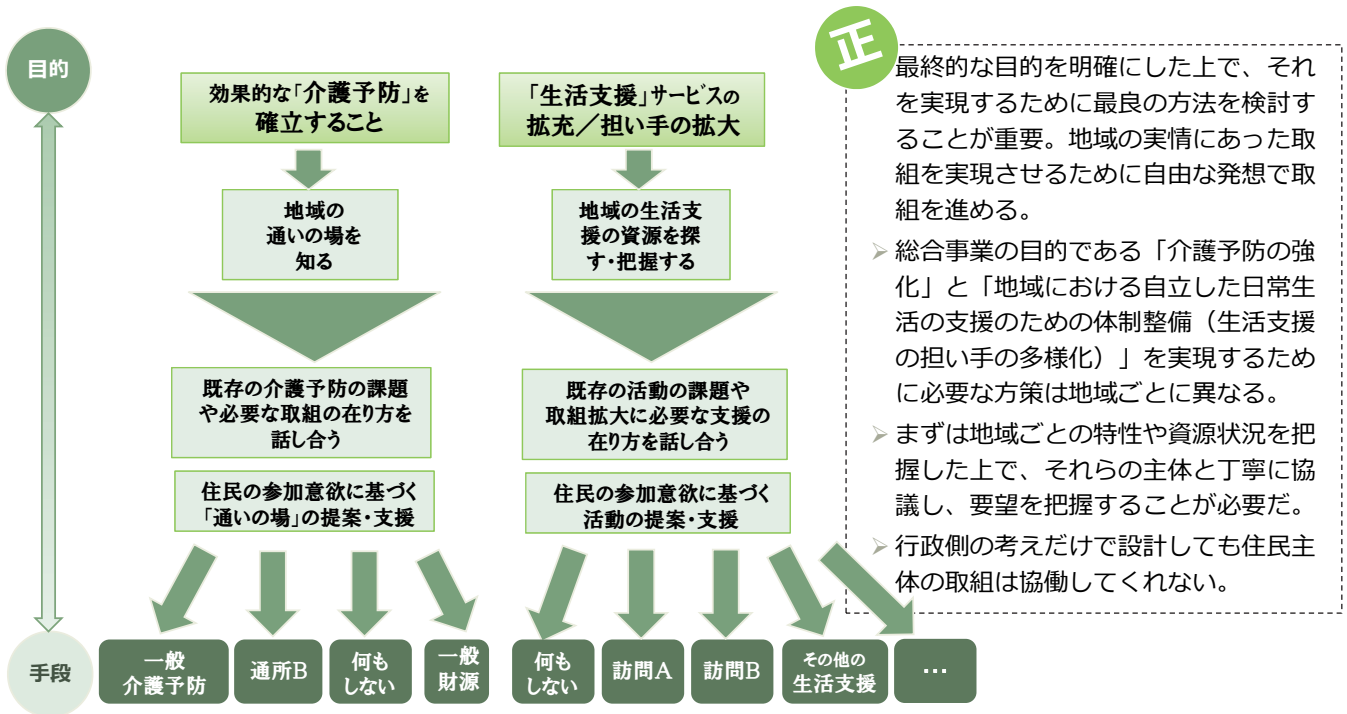 目的
効果的な「介護予防」を
確立すること
「生活支援」サービスの
拡充／担い手の拡大
地域の
通いの場を
知る
地域の生活支
援の資源を探
す・把握する
既存の介護予防の課題
や必要な取組の在り方を
話し合う
既存の活動の課題や
取組拡大に必要な支援の
在り方を話し合う
住民の参加意欲に基づく
「通いの場」の提案・支援
住民の参加意欲に基づく
活動の提案・支援
手段
一般
介護予防
通所B
何も
しない
一般
財源
何も
しない
訪問A
訪問B
その他の
生活支援
…
正
最終的な目的を明確にした上で、それ
を実現するために最良の方法を検討す
ることが重要。地域の実情にあった取
組を実現させるために自由な発想で取
組を進める。
➢ 総合事業の目的である「介護予防の強
化」と「地域における自立した日常生
活の支援のための体制整備（生活支援
の担い手の多様化）」を実現するため
に必要な方策は地域ごとに異なる。
➢ まずは地域ごとの特性や資源状況を把
握した上で、それらの主体と丁寧に協
議し、要望を把握することが必要だ。
➢ 行政側の考えだけで設計しても住民主
体の取組は協働してくれない。